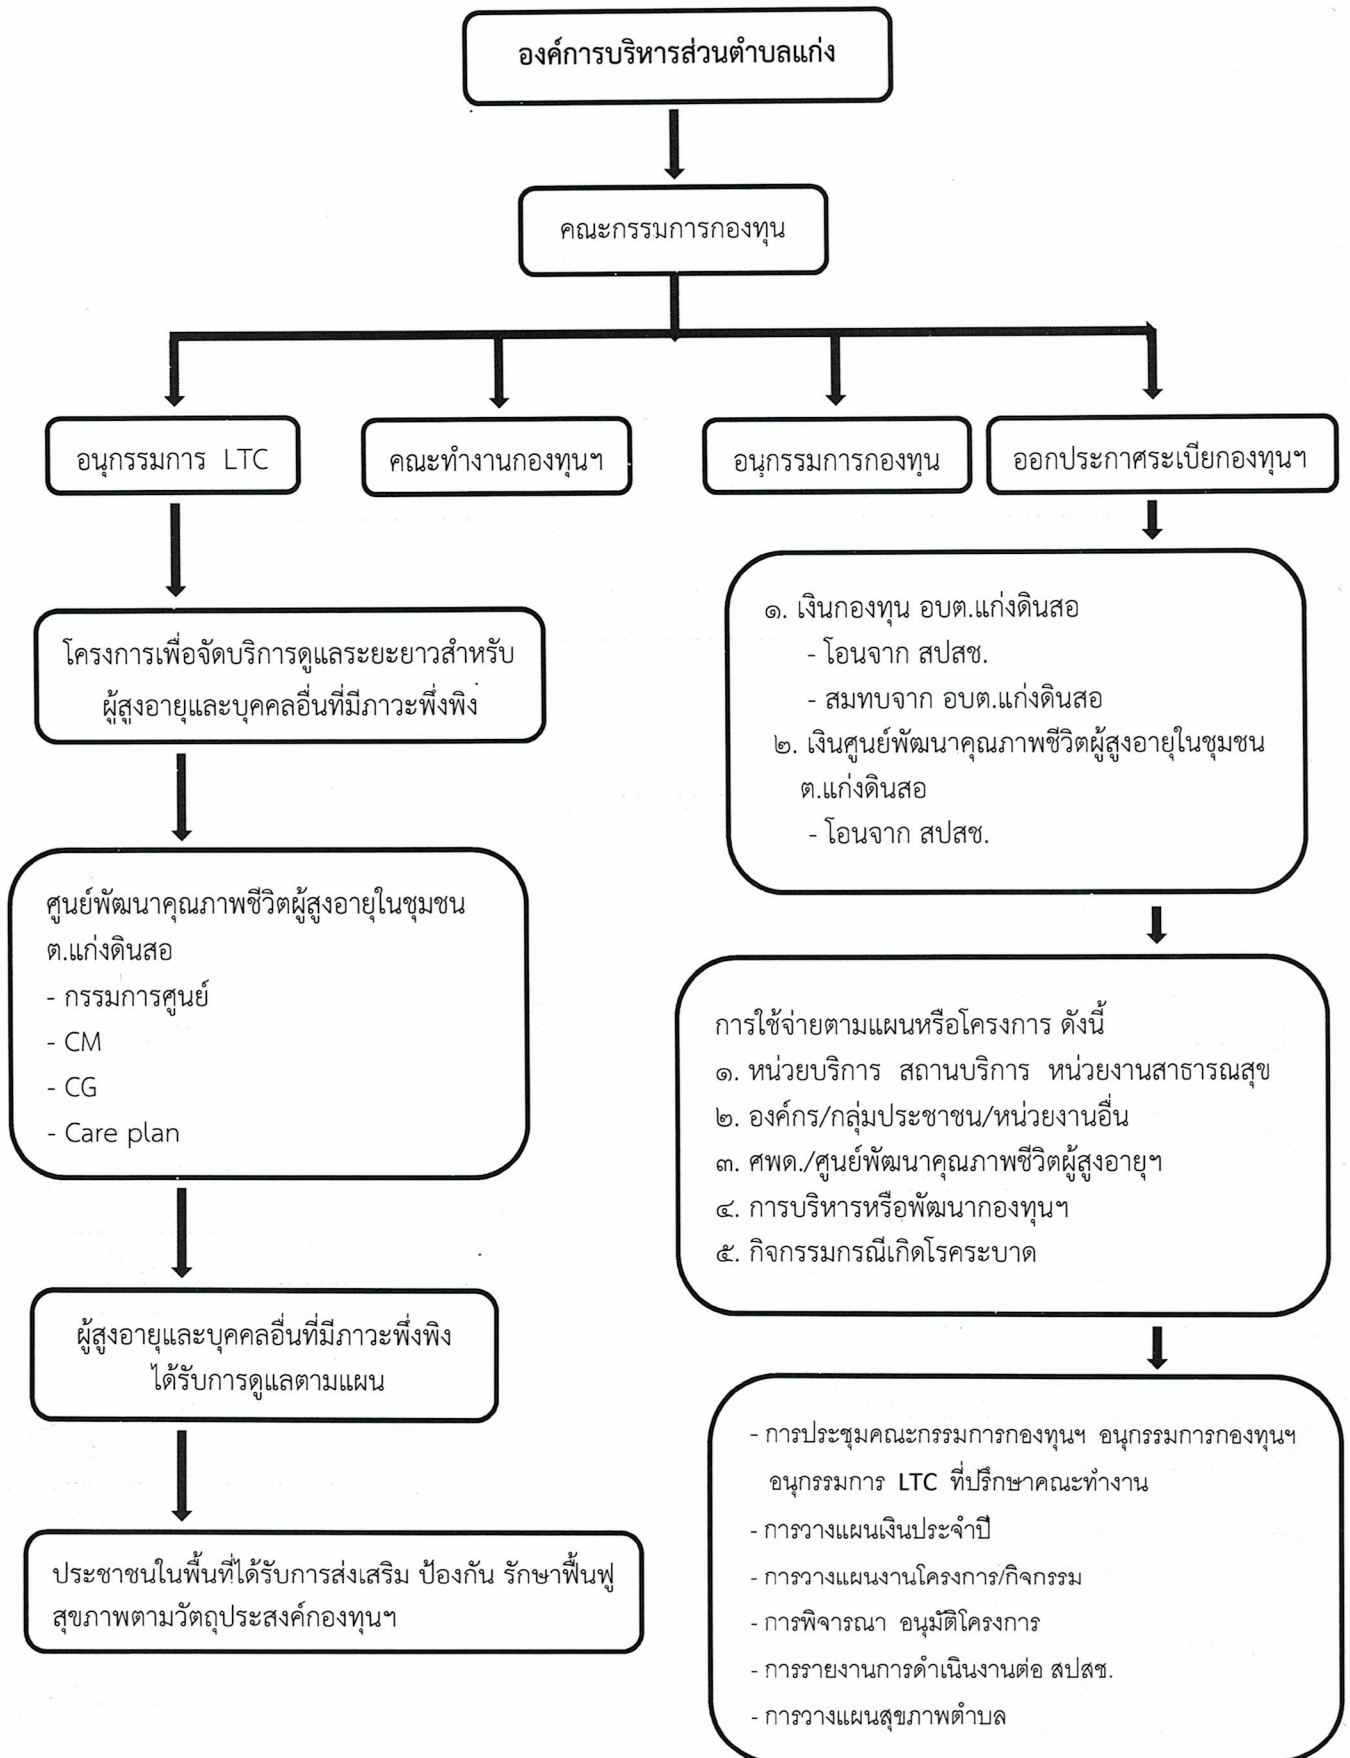 องค์การบริหารส่วนตำบลแก่ง
คณะกรรมการกองทุน
อนุกรรมการ LTC
คณะทำงานกองทุนฯ
อนุกรรมการกองทุน
ออกประกาศระเบียกองทุนฯ
โครงการเพื่อจัดบริการดูแลระยะยาวสำหรับ
ผู้สูงอายุและบุคคลอื่นที่มีภาวะพึ่งพิง
ศูนย์พัฒนาคุณภาพชีวิตผู้สูงอายุในชุมชน
ต.แก่งดินสอ
- กรรมการศูนย์
- CM
- CG
- Care plan
ผู้สูงอายุและบุคคลอื่นที่มีภาวะพึ่งพิง
ได้รับการดูแลตามแผน
ประชาชนในพื้นที่ได้รับการส่งเสริม ป้องกัน รักษาฟื้นฟู
สุขภาพตามวัตถุประสงค์กองทุนฯ
๑. เงินกองทุน อบต.แก่งดินสอ
- โอนจาก สปสช.
- สมทบจาก อบต.แก่งดินสอ
๒. เงินศูนย์พัฒนาคุณภาพชีวิตผู้สูงอายุในชุมชน
ต.แก่งดินสอ
- โอนจาก สปสช.
การใช้จ่ายตามแผนหรือโครงการ ดังนี้
๑. หน่วยบริการ สถานบริการ หน่วยงานสาธารณสุข
๒. องค์กร/กลุ่มประชาชน/หน่วยงานอื่น
๓. ศพด./ศูนย์พัฒนาคุณภาพชีวิตผู้สูงอายุฯ
๔. การบริหารหรือพัฒนากองทุนฯ
๕. กิจกรรมกรณีเกิดโรคระบาด
- การประชุมคณะกรรมการกองทุนฯ อนุกรรมการกองทุนฯ
อนุกรรมการ LTC ที่ปรึกษาคณะทำงาน
- การวางแผนเงินประจำปี
- การวางแผนงานโครงการ/กิจกรรม
- การพิจารณา อนุมัติโครงการ
- การรายงานการดำเนินงานต่อ สปสช.
- การวางแผนสุขภาพตำบล